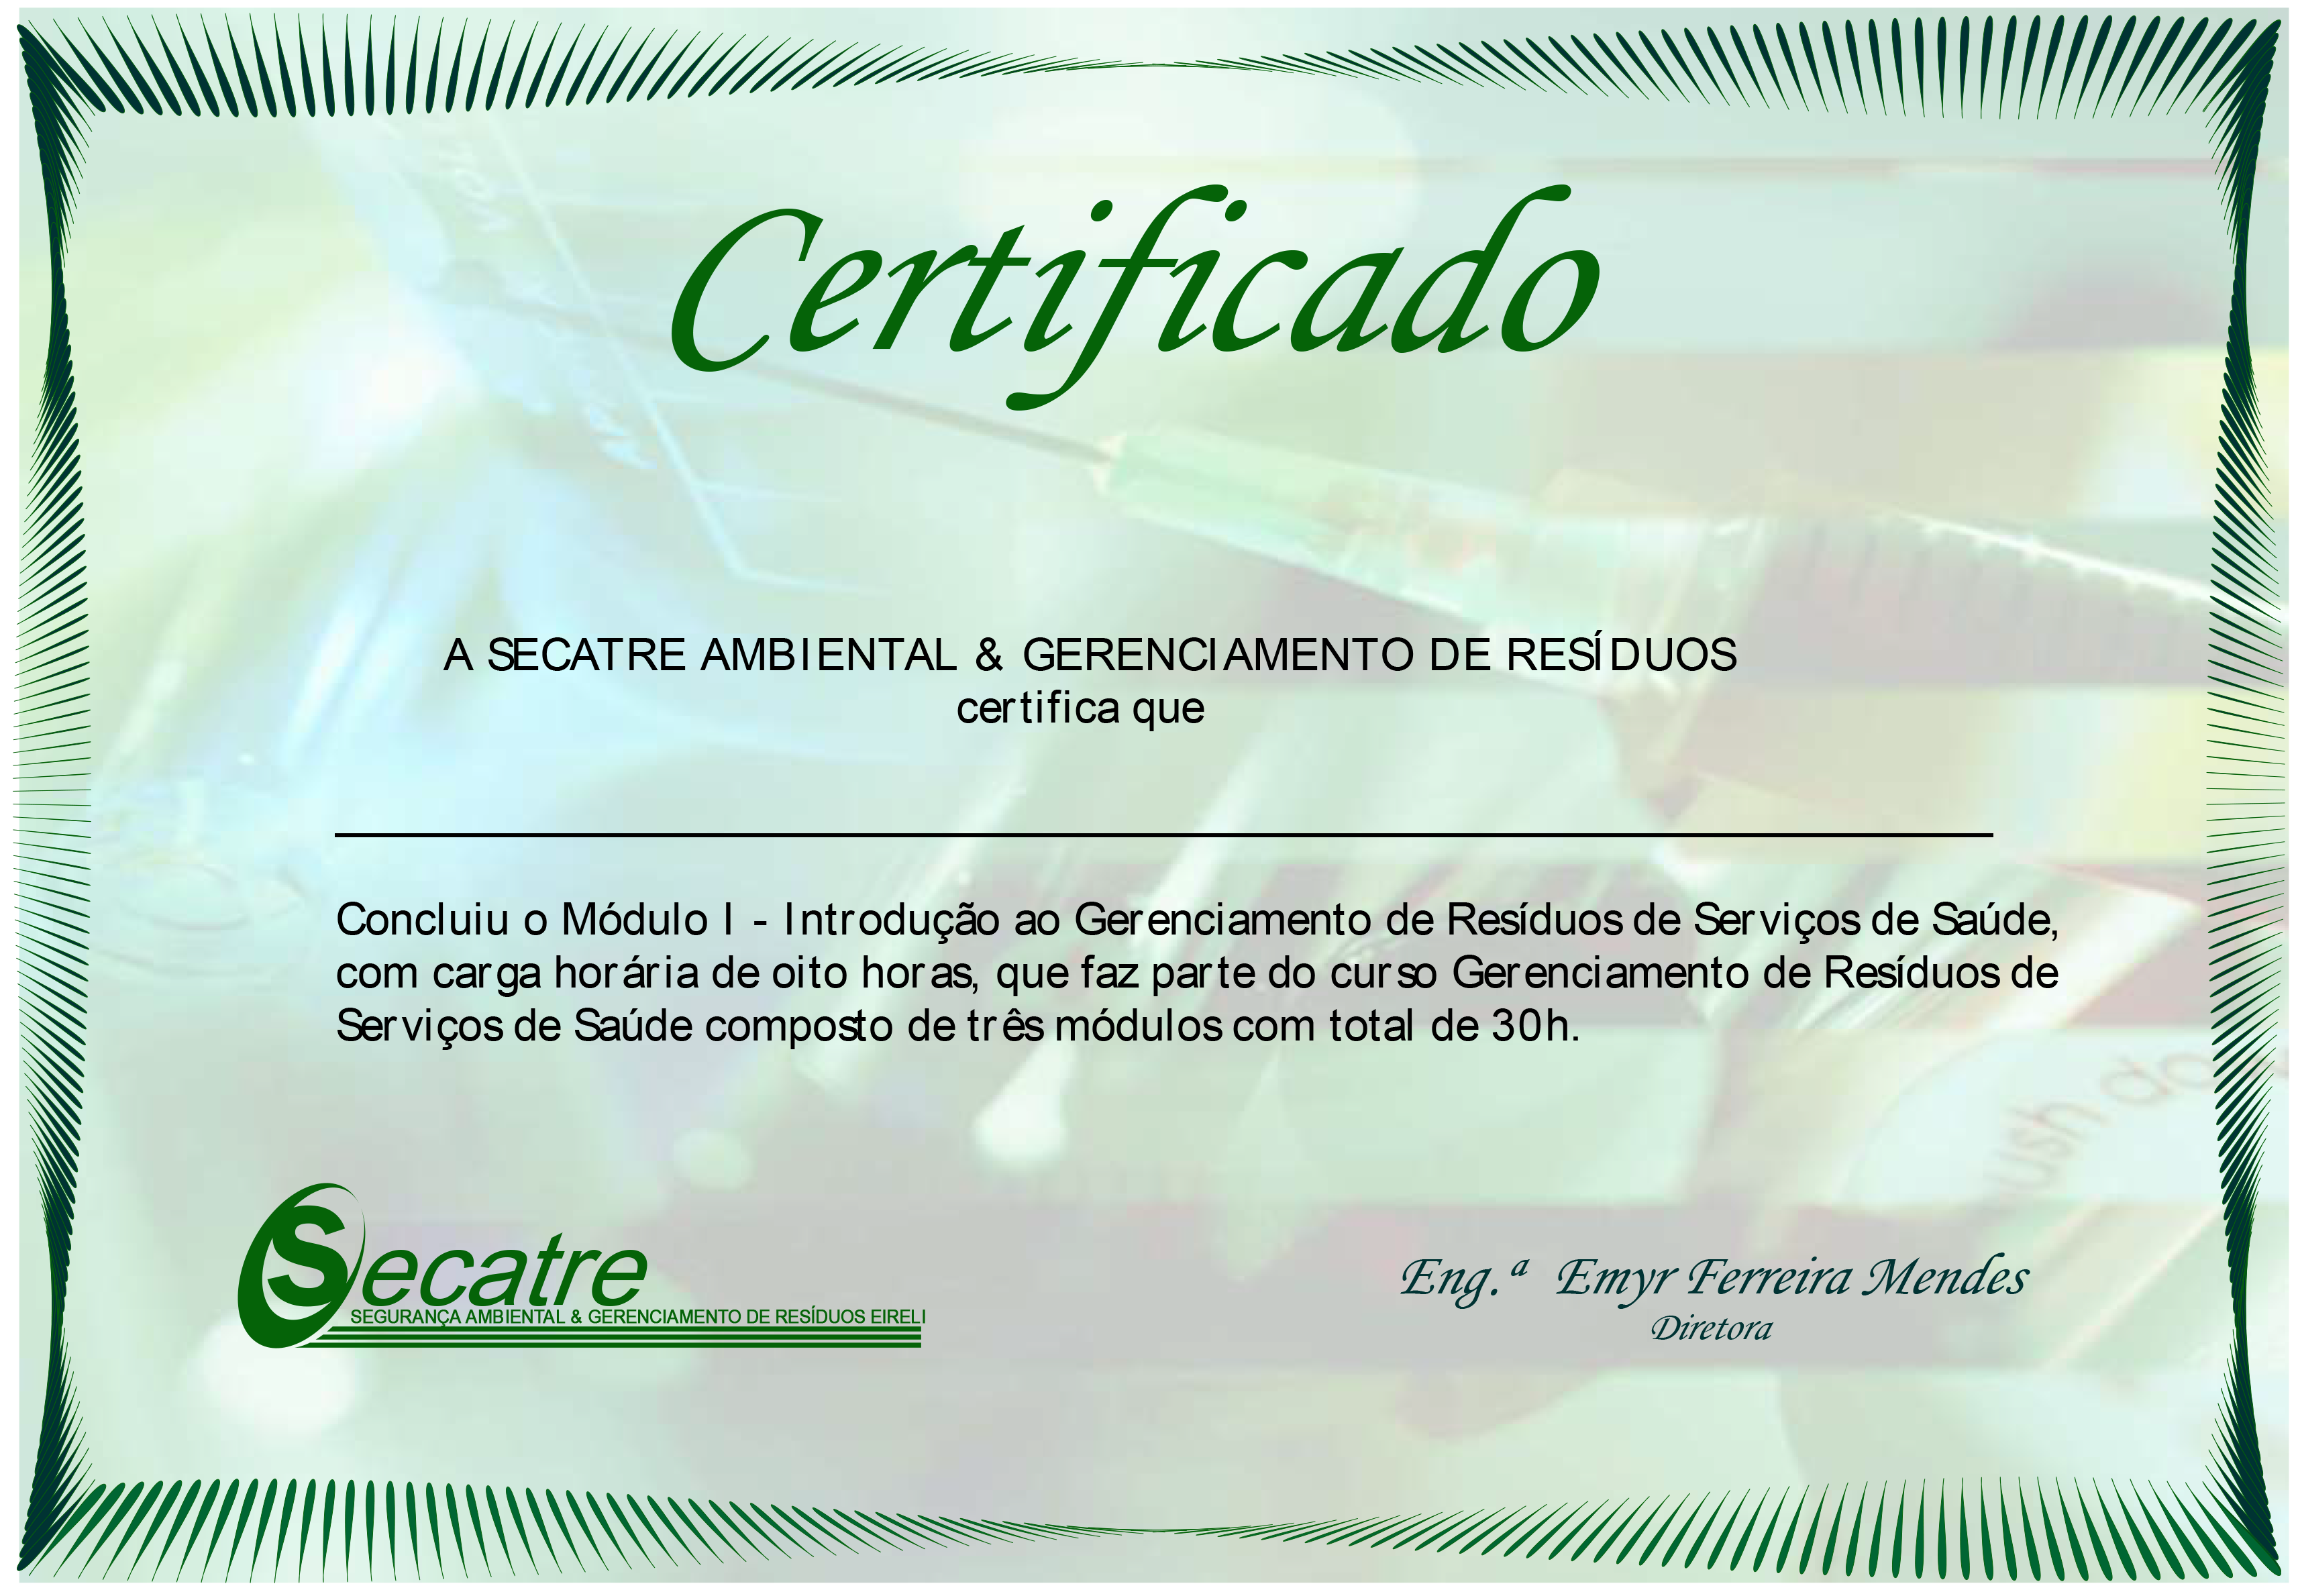 Certificado
A SECATRE AMBIENTAL & GERENCIAMENTO DE RESÍDUOS
certifica que
Concluiu o Módulo I - Introdução ao Gerenciamento de Resíduos de Serviços de Saúde,
com carga horária de oito horas, que faz parte do curso Gerenciamento de Resíduos de
Serviços de Saúde composto de três módulos com total de 30h.
Secatre
SEGURANÇA AMBIENTAL & GERENCIAMENTO DE RESÍDUOS EIRELI
Eng.ª Emyr Ferreira Mendes
Diretora